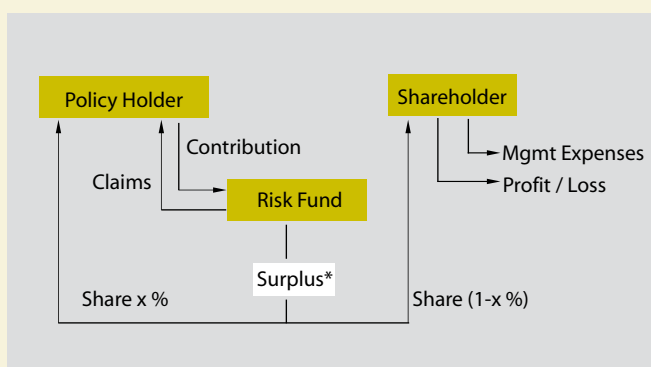 Policy Holder
Shareholder
Contribution
Mgmt Expenses
Claims
Profit / Loss
Risk Fund
Surplus*
Share x %
Share (1-x %)